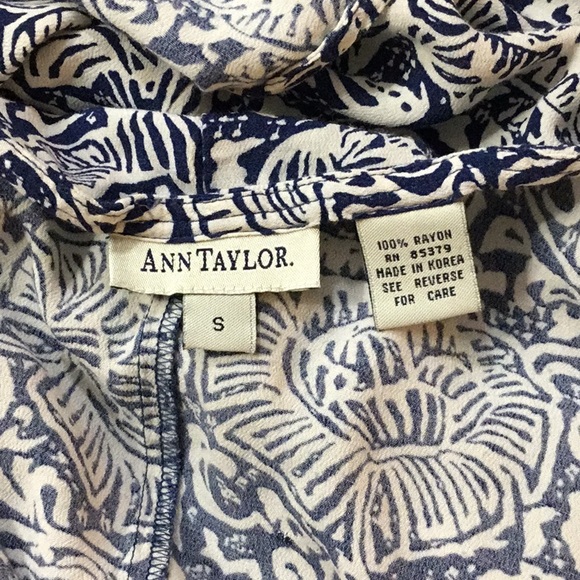 ANN TAYLOR.
S
100% RAYON
RN 85379
MADE IN KOREA
SEE REVERSE
FOR CARE